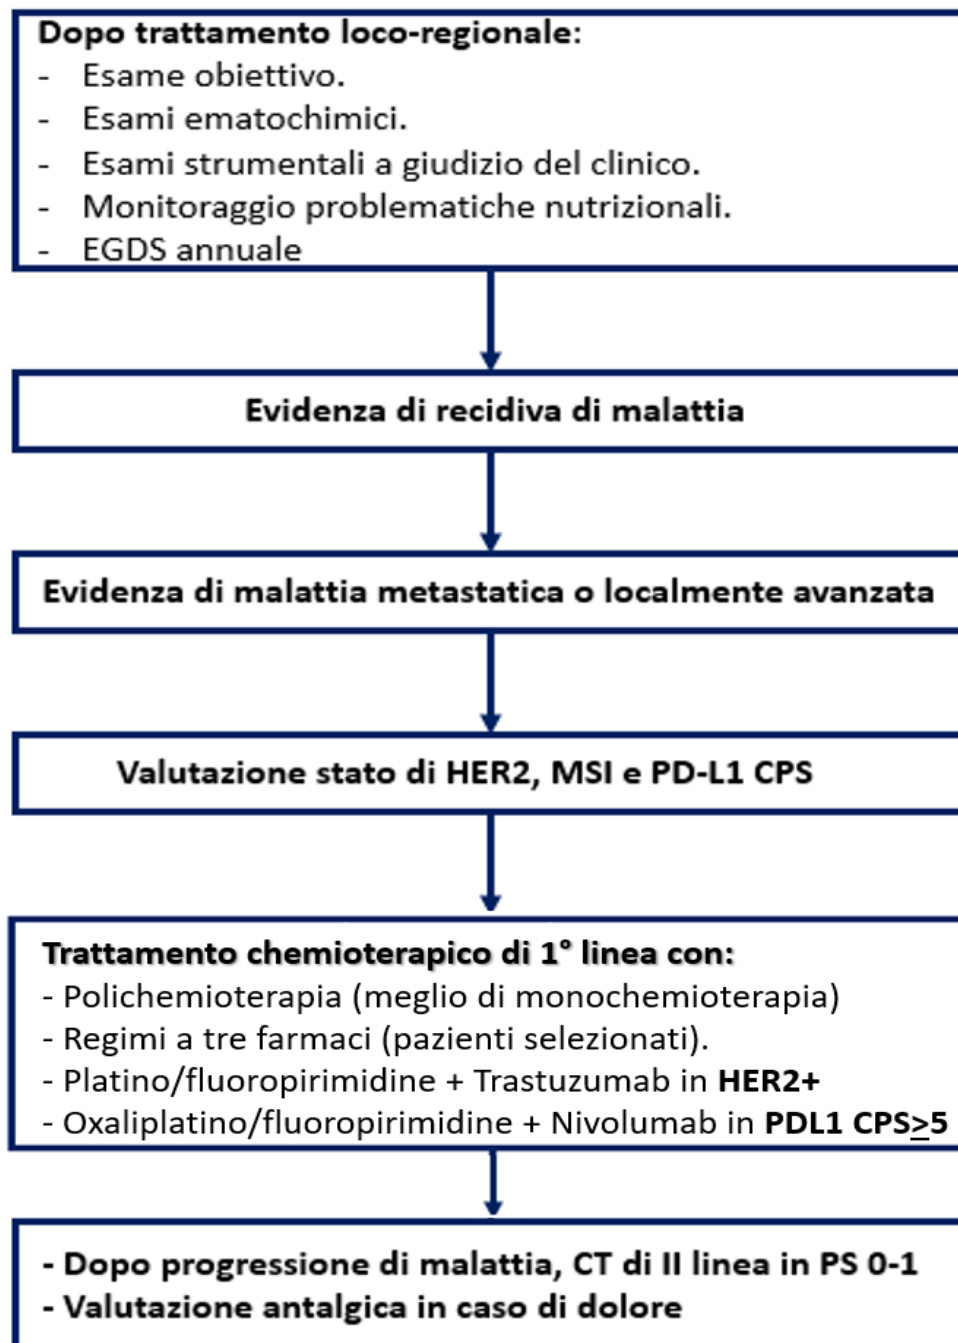 Dopo trattamento loco-regionale:
- Esame obiettivo.
- Esami ematochimici.
- Esami strumentali a giudizio del clinico.
- Monitoraggio problematiche nutrizionali.
- EGDS annuale
Evidenza di recidiva di malattia
Evidenza di malattia metastatica o localmente avanzata
Valutazione stato di HER2, MSI e PD-L1 CPS
Trattamento chemioterapico di 1° linea con:
- Polichemioterapia (meglio di monochemioterapia)
- Regimi a tre farmaci (pazienti selezionati).
- Platino/fluoropirimidine + Trastuzumab in HER2+
- Oxaliplatino/fluoropirimidine + Nivolumab in PDL1 CPS≥5
- Dopo progressione di malattia, CT di II linea in PS 0-1
- Valutazione antalgica in caso di dolore